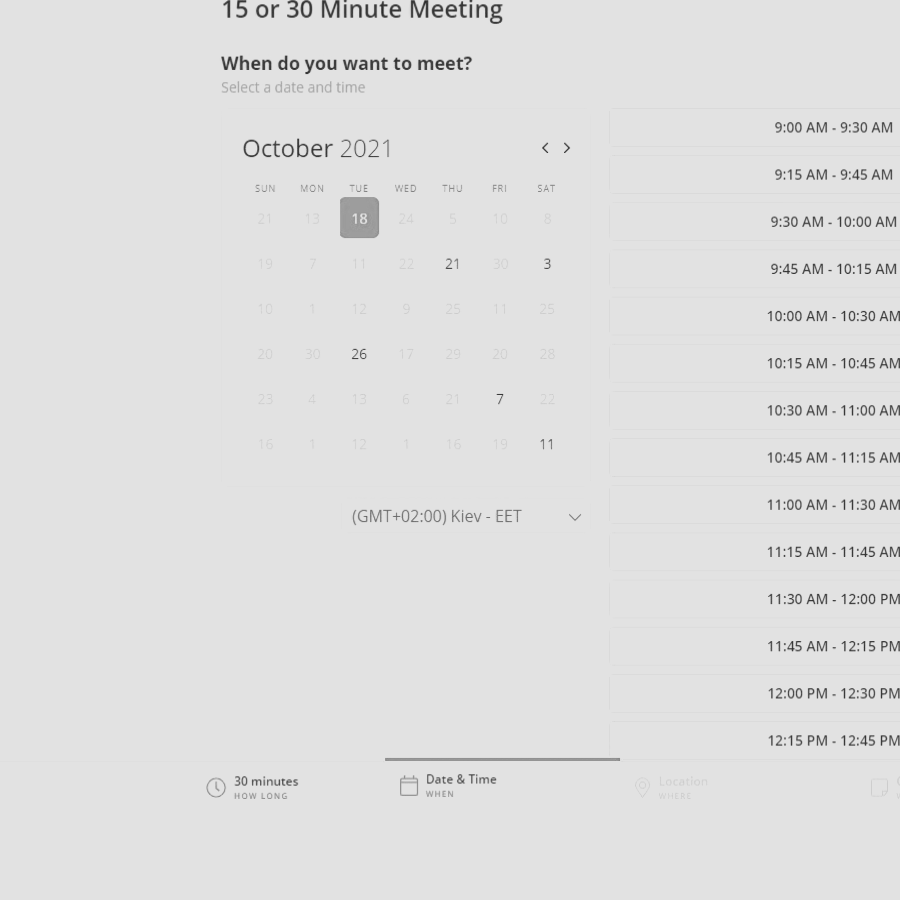 15 or 30 Minute Meeting
When do you want to meet?
Select a date and time
October 2021
SUN MON TUE WED THU FRI SAT
21 13 18 24 5 10 8
19 7 11 22 21 30 3
10 1 12 9 25 11 25
20 30 26 17 29 20 28
23 4 13 6 21 7 22
16 1 12 1 16 19 11
(GMT+02:00) Kiev - EET
9:00 AM - 9:30 AM
9:15 AM - 9:45 AM
9:30 AM - 10:00 AM
9:45 AM - 10:15 AM
10:00 AM - 10:30 AM
10:15 AM - 10:45 AM
10:30 AM - 11:00 AM
10:45 AM - 11:15 AM
11:00 AM - 11:30 AM
11:15 AM - 11:45 AM
11:30 AM - 12:00 PM
11:45 AM - 12:15 PM
12:00 PM - 12:30 PM
12:15 PM - 12:45 PM
30 minutes
HOW LONG
Date & Time
WHEN
Location
WHERE